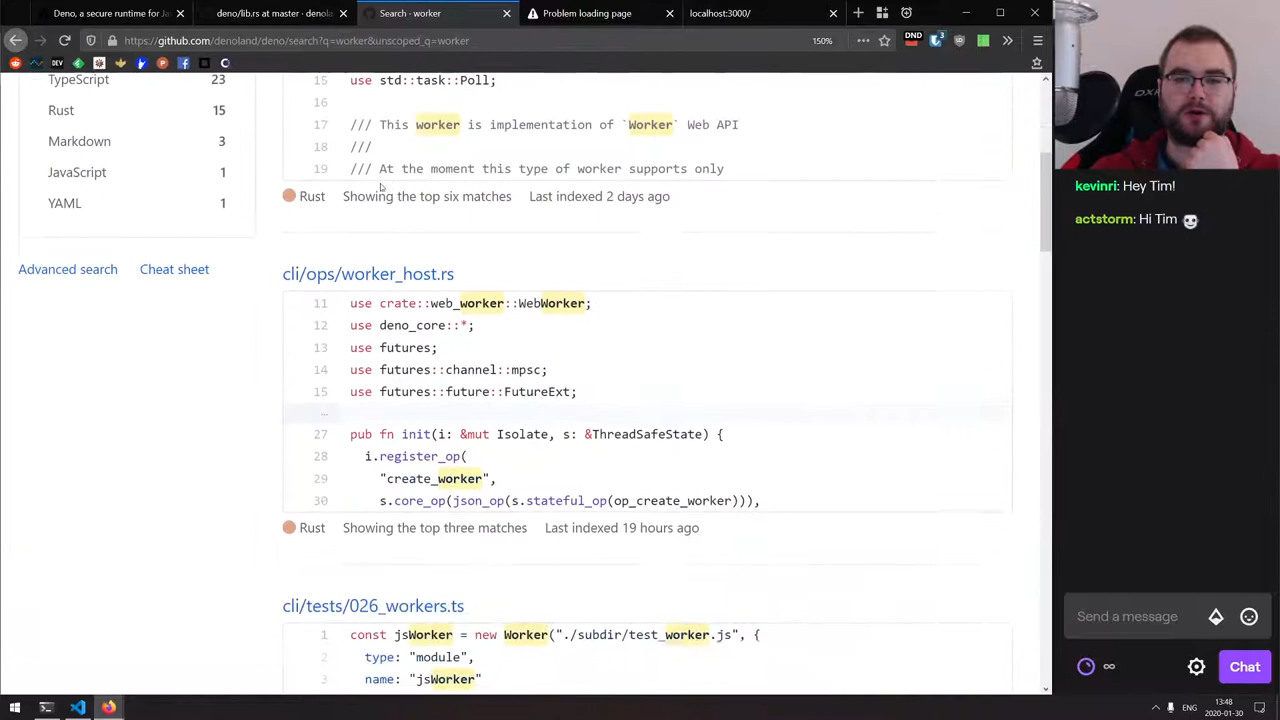 Deno, a secure runtime for Ja
deno/lib.rs at master · denola
Search · worker
Problem loading page
localhost:3000/
https://github.com/denoland/deno/search?q=worker&unscoped_q=worker
150%
DND
3
DEV
TypeScript 23
Rust 15
Markdown 3
JavaScript 1
YAML 1
Advanced search Cheat sheet
15 use std::task::Poll;
16
17 /// This worker is implementation of `Worker` Web API
18 ///
19 /// At the moment this type of worker supports only
Rust Showing the top six matches Last indexed 2 days ago
cli/ops/worker_host.rs
11 use crate::web_worker::WebWorker;
12 use deno_core::*;
13 use futures;
14 use futures::channel::mpsc;
15 use futures::future::FutureExt;
…
27 pub fn init(i: &mut Isolate, s: &ThreadSafeState) {
28 i.register_op(
29 "create_worker",
30 s.core_op(json_op(s.stateful_op(op_create_worker))),
Rust Showing the top three matches Last indexed 19 hours ago
cli/tests/026_workers.ts
1 const jsWorker = new Worker("./subdir/test_worker.js", {
2 type: "module",
3 name: "jsWorker"
kevinri: Hey Tim!
actstorm: Hi Tim
Send a message
∞
Chat
ENG
13:48
2020-01-30